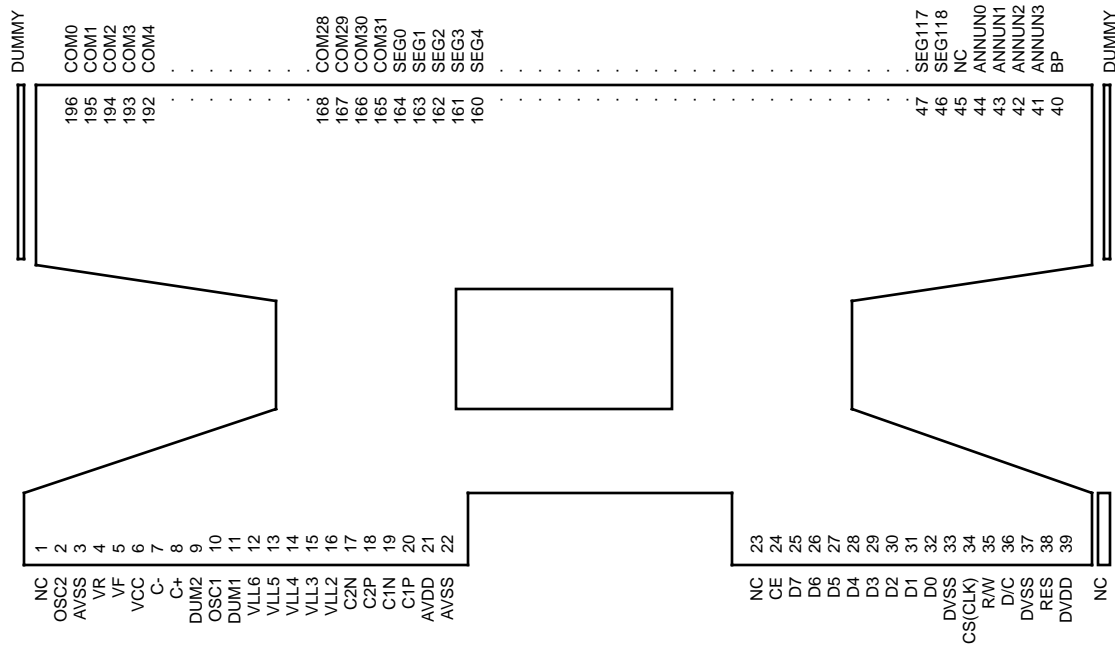 DUMMY
COM0 196
COM1 195
COM2 194
COM3 193
COM4 192
. . . . . . . .
COM28 168
COM29 167
COM30 166
COM31 165
SEG0 164
SEG1 163
SEG2 162
SEG3 161
SEG4 160
. . . . . . . . . . . . . . . . . . . . . .
SEG117 47
SEG118 46
NC 45
ANNUN0 44
ANNUN1 43
ANNUN2 42
ANNUN3 41
BP 40
DUMMY
NC 1
OSC2 2
AVSS 3
VR 4
VF 5
VCC 6
C- 7
C+ 8
DUM2 9
OSC1 10
DUM1 11
VLL6 12
VLL5 13
VLL4 14
VLL3 15
VLL2 16
C2N 17
C2P 18
C1N 19
C1P 20
AVDD 21
AVSS 22
NC 23
CE 24
D7 25
D6 26
D5 27
D4 28
D3 29
D2 30
D1 31
D0 32
DVSS 33
CS(CLK) 34
R/W 35
D/C 36
DVSS 37
RES 38
DVDD 39
NC